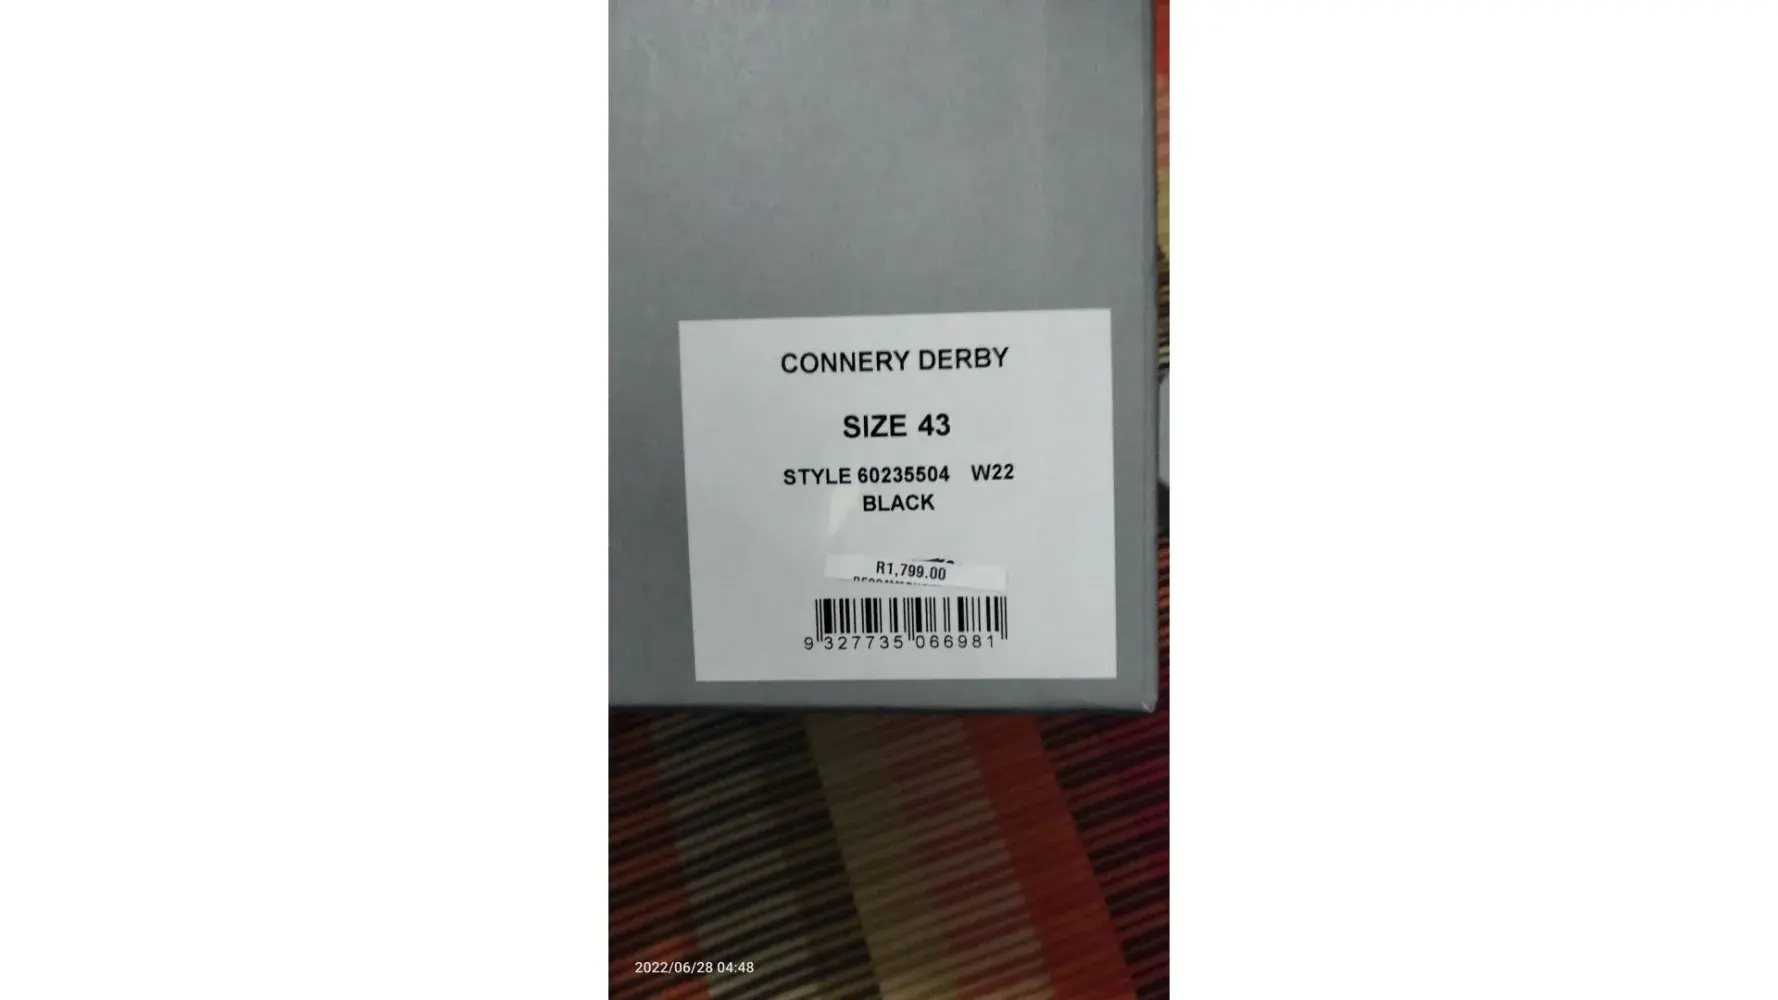 CONNERY DERBY
SIZE 43
STYLE 60235504 W22
BLACK
R1,799.00
9 327735 066981
2022/06/28 04:48